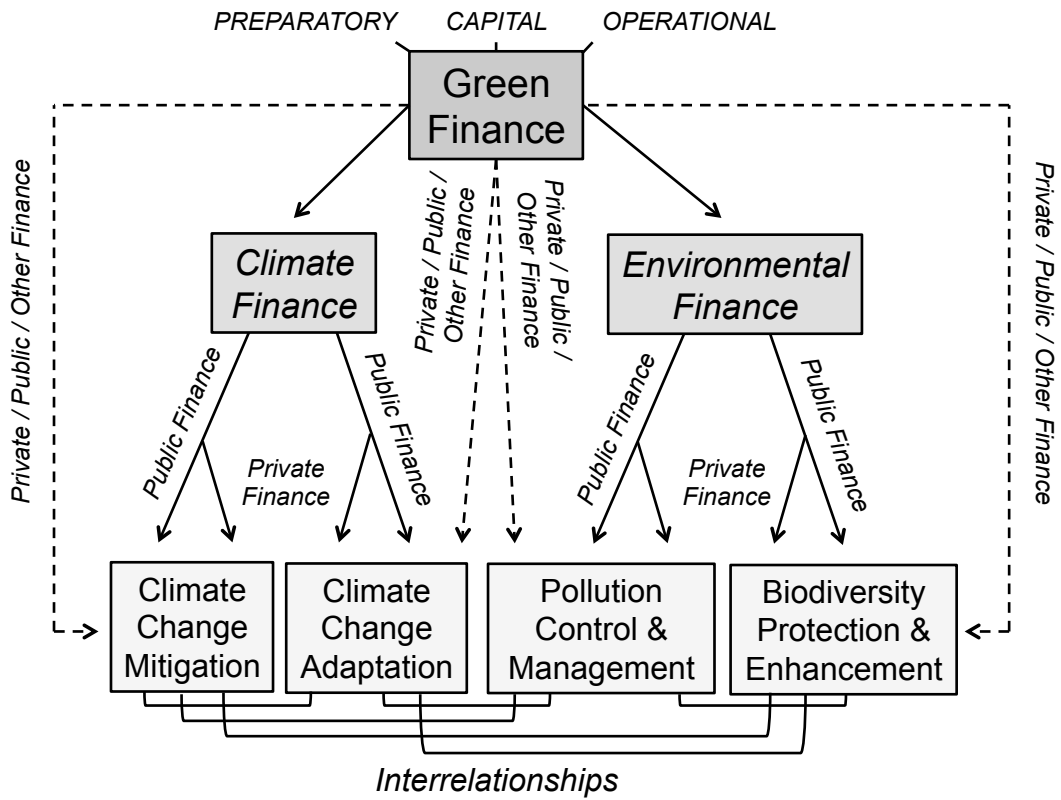 PREPARATORY CAPITAL OPERATIONAL
Green
Finance
Private / Public / Other Finance
Private / Public /
Other Finance
Private / Public /
Other Finance
Private / Public / Other Finance
Climate
Finance
Environmental
Finance
Public Finance
Public Finance
Private
Finance
Public Finance
Public Finance
Private
Finance
Climate
Change
Mitigation
Climate
Change
Adaptation
Pollution
Control &
Management
Biodiversity
Protection &
Enhancement
Interrelationships